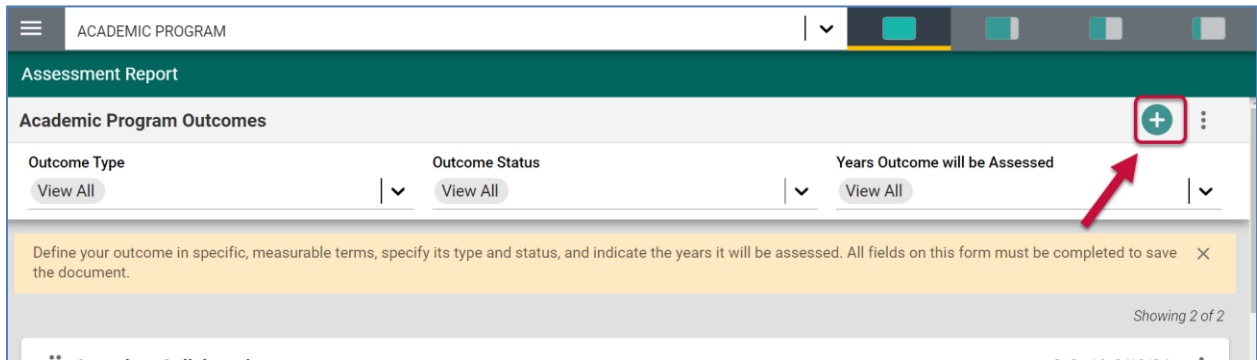 ACADEMIC PROGRAM
Assessment Report
Academic Program Outcomes
Outcome Type
Outcome Status
Years Outcome will be Assessed
View All
View All
View All
Define your outcome in specific, measurable terms, specify its type and status, and indicate the years it will be assessed. All fields on this form must be completed to save
the document.
Showing 2 of 2